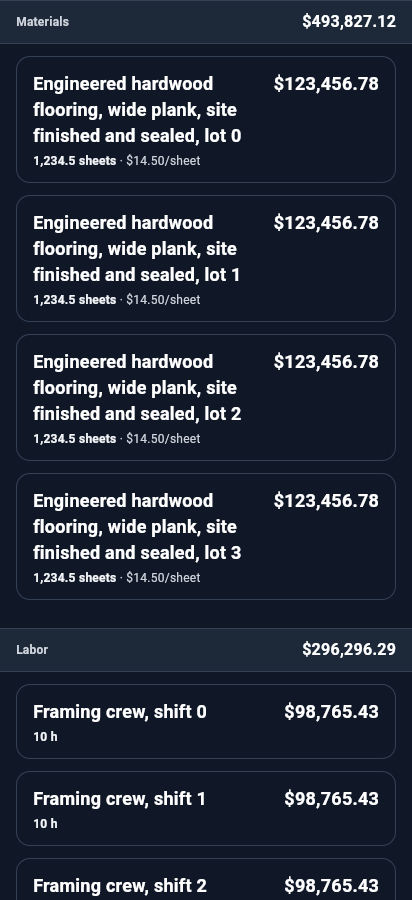 Materials $493,827.12
Engineered hardwood $123,456.78
flooring, wide plank, site
finished and sealed, lot 0
1,234.5 sheets · $14.50/sheet
Engineered hardwood $123,456.78
flooring, wide plank, site
finished and sealed, lot 1
1,234.5 sheets · $14.50/sheet
Engineered hardwood $123,456.78
flooring, wide plank, site
finished and sealed, lot 2
1,234.5 sheets · $14.50/sheet
Engineered hardwood $123,456.78
flooring, wide plank, site
finished and sealed, lot 3
1,234.5 sheets · $14.50/sheet
Labor $296,296.29
Framing crew, shift 0 $98,765.43
10 h
Framing crew, shift 1 $98,765.43
10 h
Framing crew, shift 2 $98,765.43